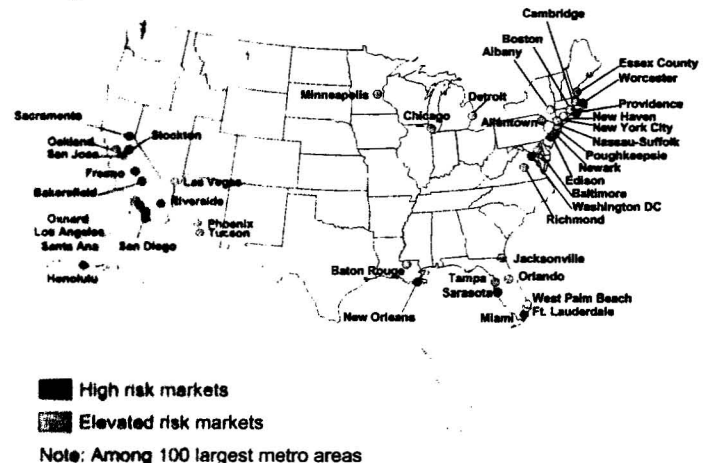 Cambridge
Boston
Albany
Essex County
Worcester
Minneapolis
Detroit
Providence
Sacramento
Chicago
Allentown
New Haven
New York City
Oakland
Stockton
Nassau-Suffolk
San Jose
Poughkeepsie
Newark
Fresno
Las Vegas
Edison
Bakersfield
Baltimore
Riverside
Washington DC
Oxnard
Richmond
Los Angeles
Phoenix
Tucson
Santa Ana
San Diego
Jacksonville
Honolulu
Baton Rouge
Tampa
Orlando
Sarasota
West Palm Beach
New Orleans
Miami
Ft. Lauderdale
High risk markets
Elevated risk markets
Note: Among 100 largest metro areas